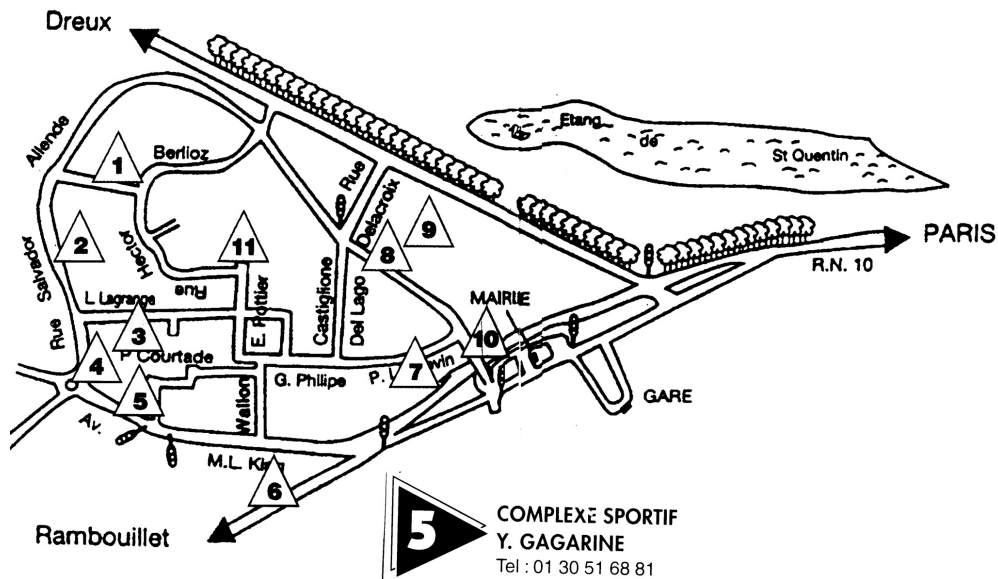 Dreux
Etang
de
St Quentin
PARIS
R.N. 10
Allende
Salvador
Rue
1
Berlioz
Hector
Rue
2
11
Rue
Delacroix
8
9
L. Lagrange
E. Pottier
Castiglione
Del Lago
MAIRIE
3
10
P. Courtade
4
G. Philipe
P.
7
5
Wallon
GARE
Av.
M.L. King
6
Rambouillet
5
COMPLEXE SPORTIF
Y. GAGARINE
Tel : 01 30 51 68 81